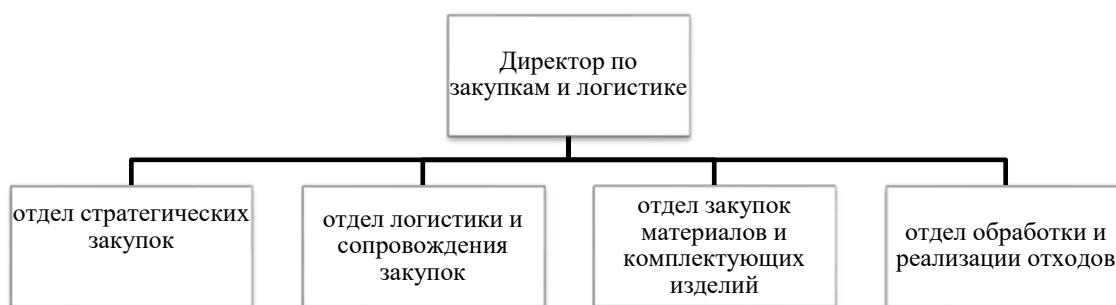 Директор по
закупкам и логистике
отдел стратегических
закупок
отдел логистики и
сопровождения
закупок
отдел закупок
материалов и
комплектующих
изделий
отдел обработки и
реализации отходов